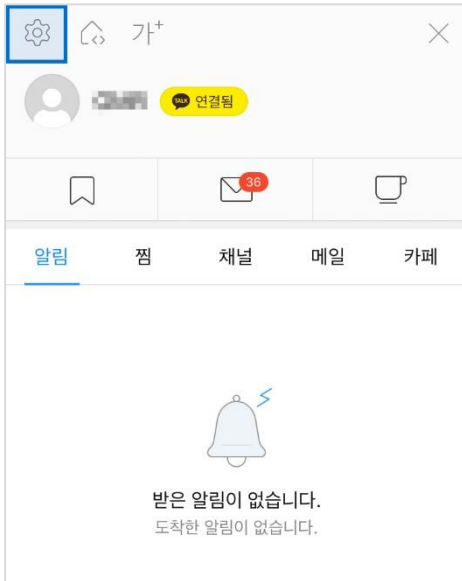 가+
TALK 연결됨
36
알림 찜 채널 메일 카페
받은 알림이 없습니다.
도착한 알림이 없습니다.